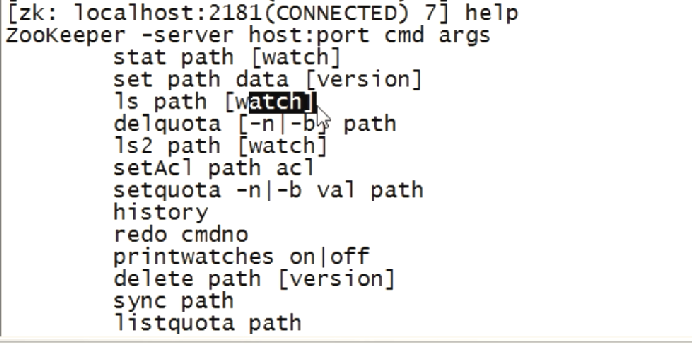 [zk: localhost:2181(CONNECTED) 7] help
ZooKeeper -server host:port cmd args
stat path [watch]
set path data [version]
ls path [watch]
delquota [-n|-b] path
ls2 path [watch]
setAcl path acl
setquota -n|-b val path
history
redo cmdno
printwatches on|off
delete path [version]
sync path
listquota path